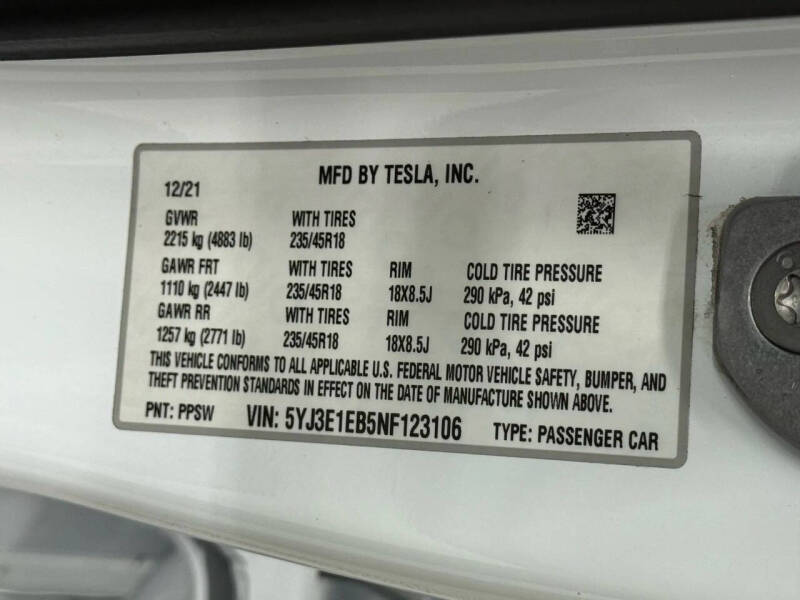 MFD BY TESLA, INC.
12/21
GVWR WITH TIRES
2215 kg (4883 lb) 235/45R18
GAWR FRT WITH TIRES RIM COLD TIRE PRESSURE
1110 kg (2447 lb) 235/45R18 18X8.5J 290 kPa, 42 psi
GAWR RR WITH TIRES RIM COLD TIRE PRESSURE
1257 kg (2771 lb) 235/45R18 18X8.5J 290 kPa, 42 psi
THIS VEHICLE CONFORMS TO ALL APPLICABLE U.S. FEDERAL MOTOR VEHICLE SAFETY, BUMPER, AND
THEFT PREVENTION STANDARDS IN EFFECT ON THE DATE OF MANUFACTURE SHOWN ABOVE.
PNT: PPSW VIN: 5YJ3E1EB5NF123106 TYPE: PASSENGER CAR